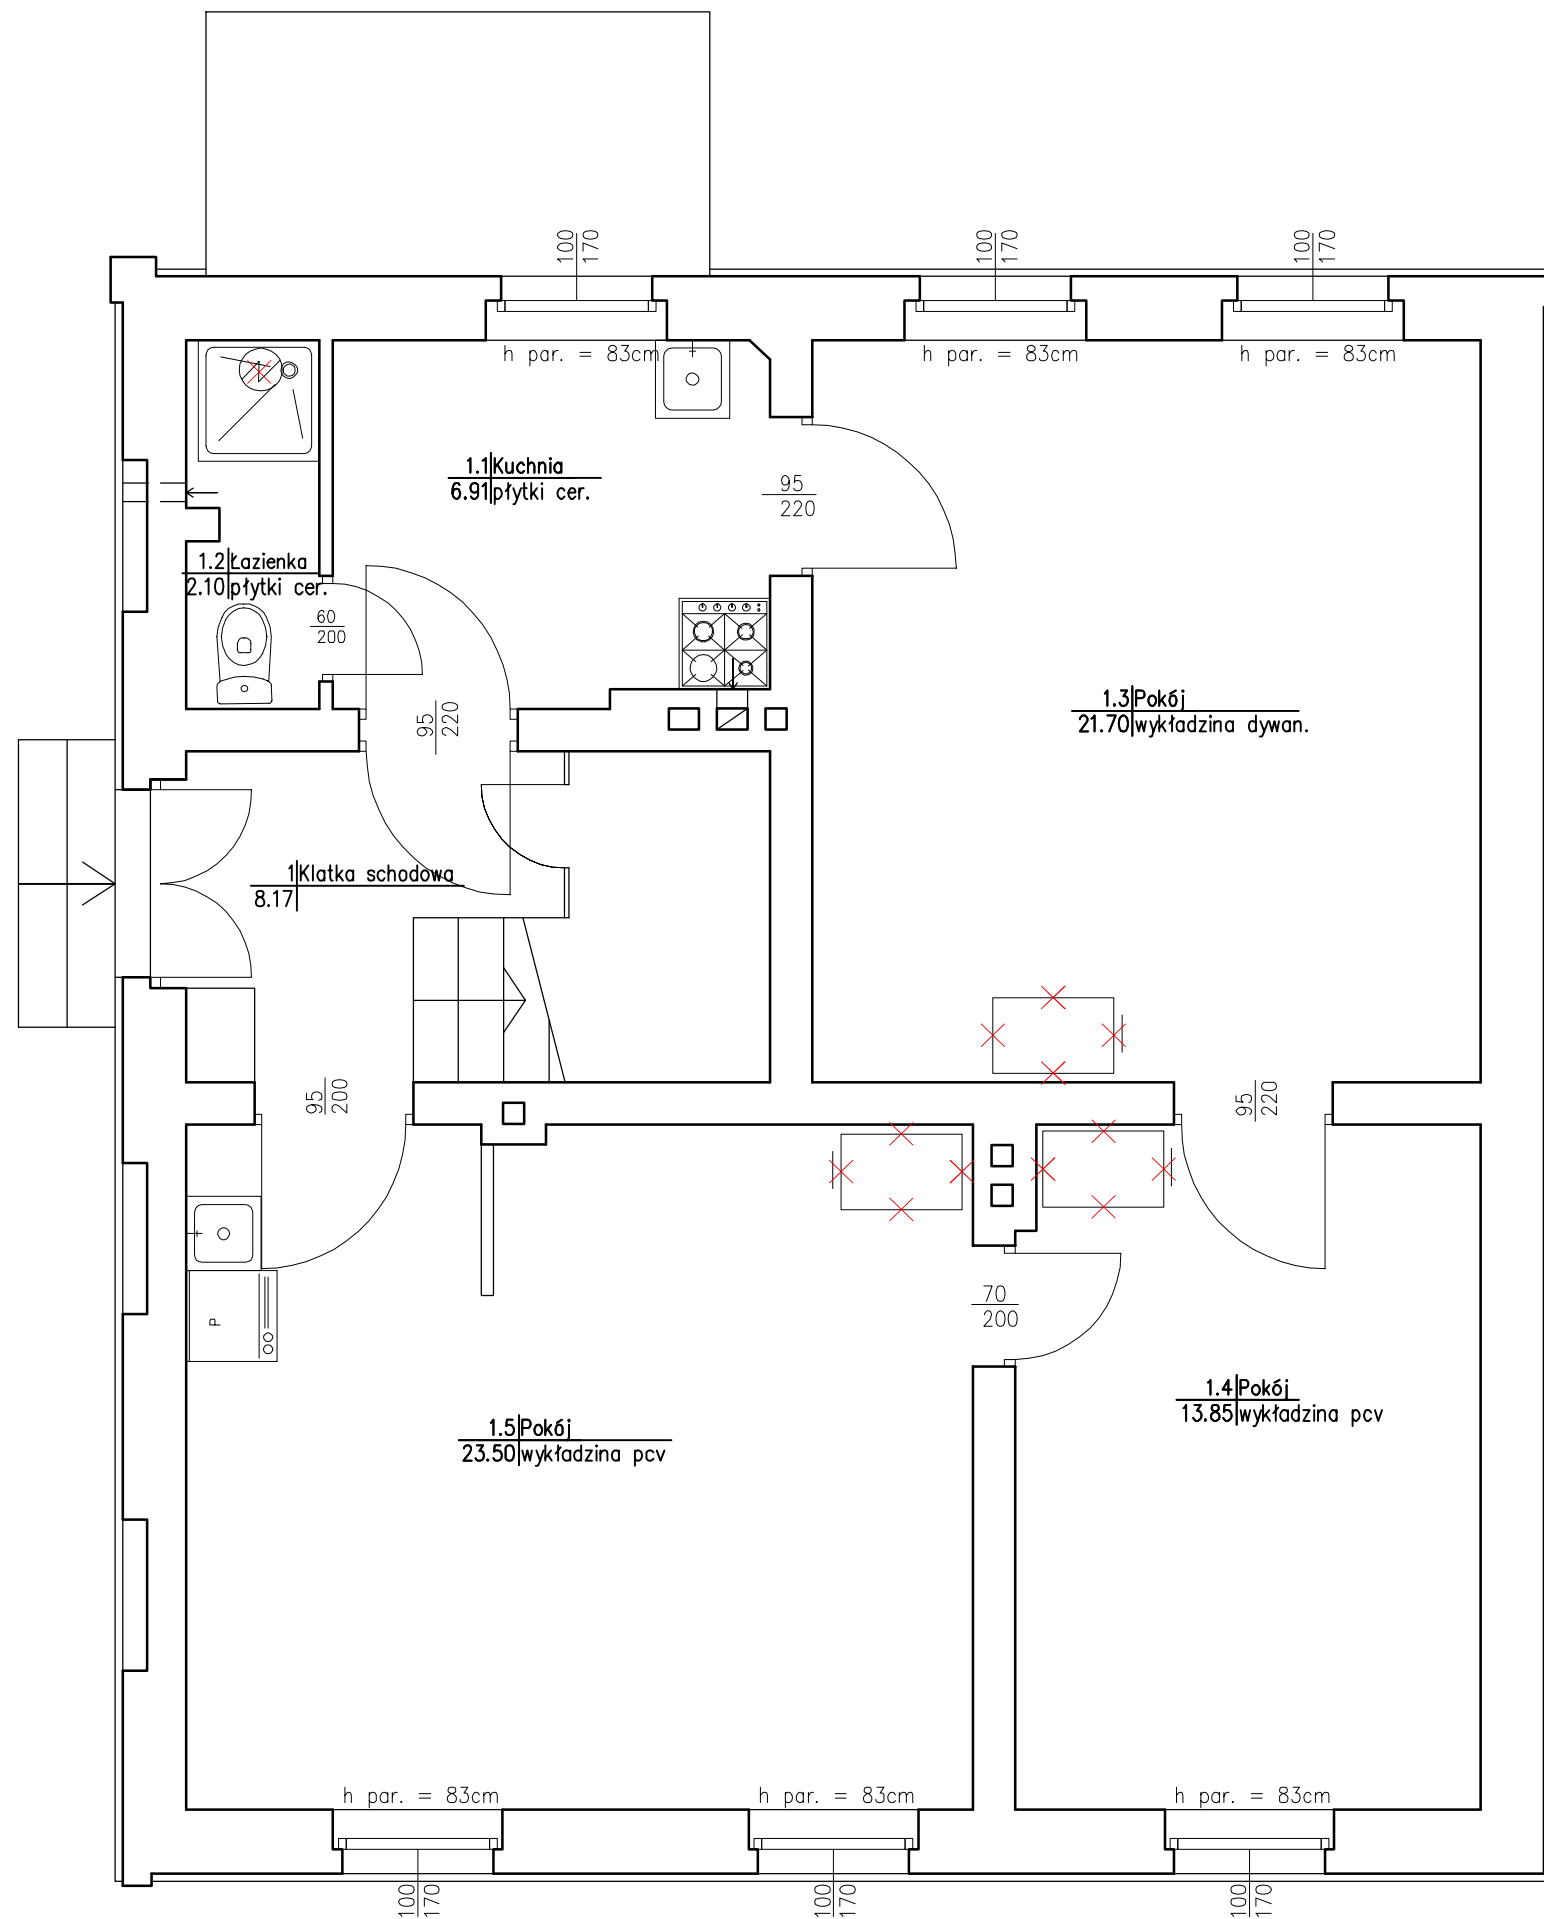 100
170
100
170
100
170
h par. = 83cm
h par. = 83cm
h par. = 83cm
1.1 Kuchnia
6.91 płytki cer.
95
220
1.2 Łazienka
2.10 płytki cer.
60
200
95
220
1.3 Pokój
21.70 wykładzina dywan.
1 Klatka schodowa
8.17
95
200
95
220
70
200
P
1.4 Pokój
13.85 wykładzina pcv
1.5 Pokój
23.50 wykładzina pcv
h par. = 83cm
h par. = 83cm
h par. = 83cm
100
170
100
170
100
170